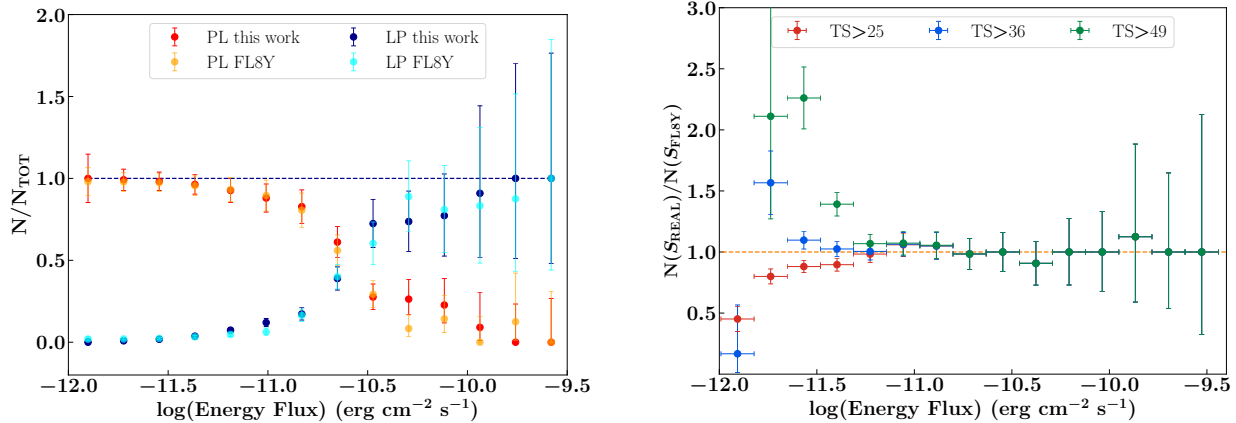 PL this work
LP this work
PL FL8Y
LP FL8Y
N/N_TOT
2.0
1.5
1.0
0.5
0.0
−12.0 −11.5 −11.0 −10.5 −10.0 −9.5
log(Energy Flux) (erg cm⁻² s⁻¹)
TS>25 TS>36 TS>49
N(S_REAL)/N(S_FL8Y)
3.0
2.5
2.0
1.5
1.0
0.5
−12.0 −11.5 −11.0 −10.5 −10.0 −9.5
log(Energy Flux) (erg cm⁻² s⁻¹)